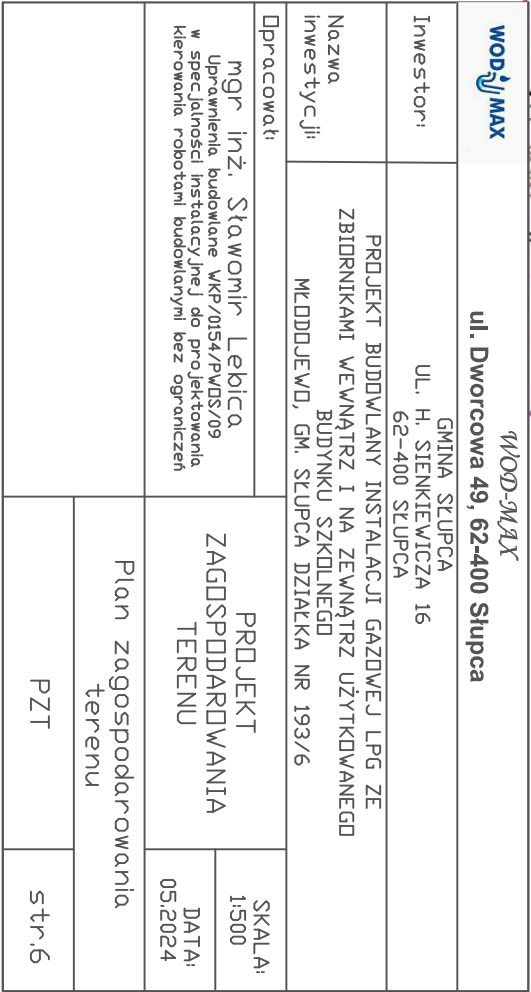 WOD MAX
WOD-MAX
ul. Dworcowa 49, 62-400 Słupca
Inwestor:
GMINA SŁUPCA
UL. H. SIENKIEWICZA 16
62-400 SŁUPCA
Nazwa
inwestycji:
PROJEKT BUDOWLANY INSTALACJI GAZOWEJ LPG ZE
ZBIORNIKAMI WEWNĄTRZ I NA ZEWNĄTRZ UŻYTKOWANEGO
BUDYNKU SZKOLNEGO
MŁODOJEWO, GM. SŁUPCA DZIAŁKA NR 193/6
Opracował:
mgr inż. Sławomir Lebica
Uprawnienia budowlane WKP/0154/PWOS/09
w specjalności instalacyjnej do projektowania
kierowania robotami budowlanymi bez ograniczeń
PROJEKT
ZAGOSPODAROWANIA
TERENU
SKALA:
1:500
DATA:
05.2024
Plan zagospodarowania
terenu
PZT
str.6